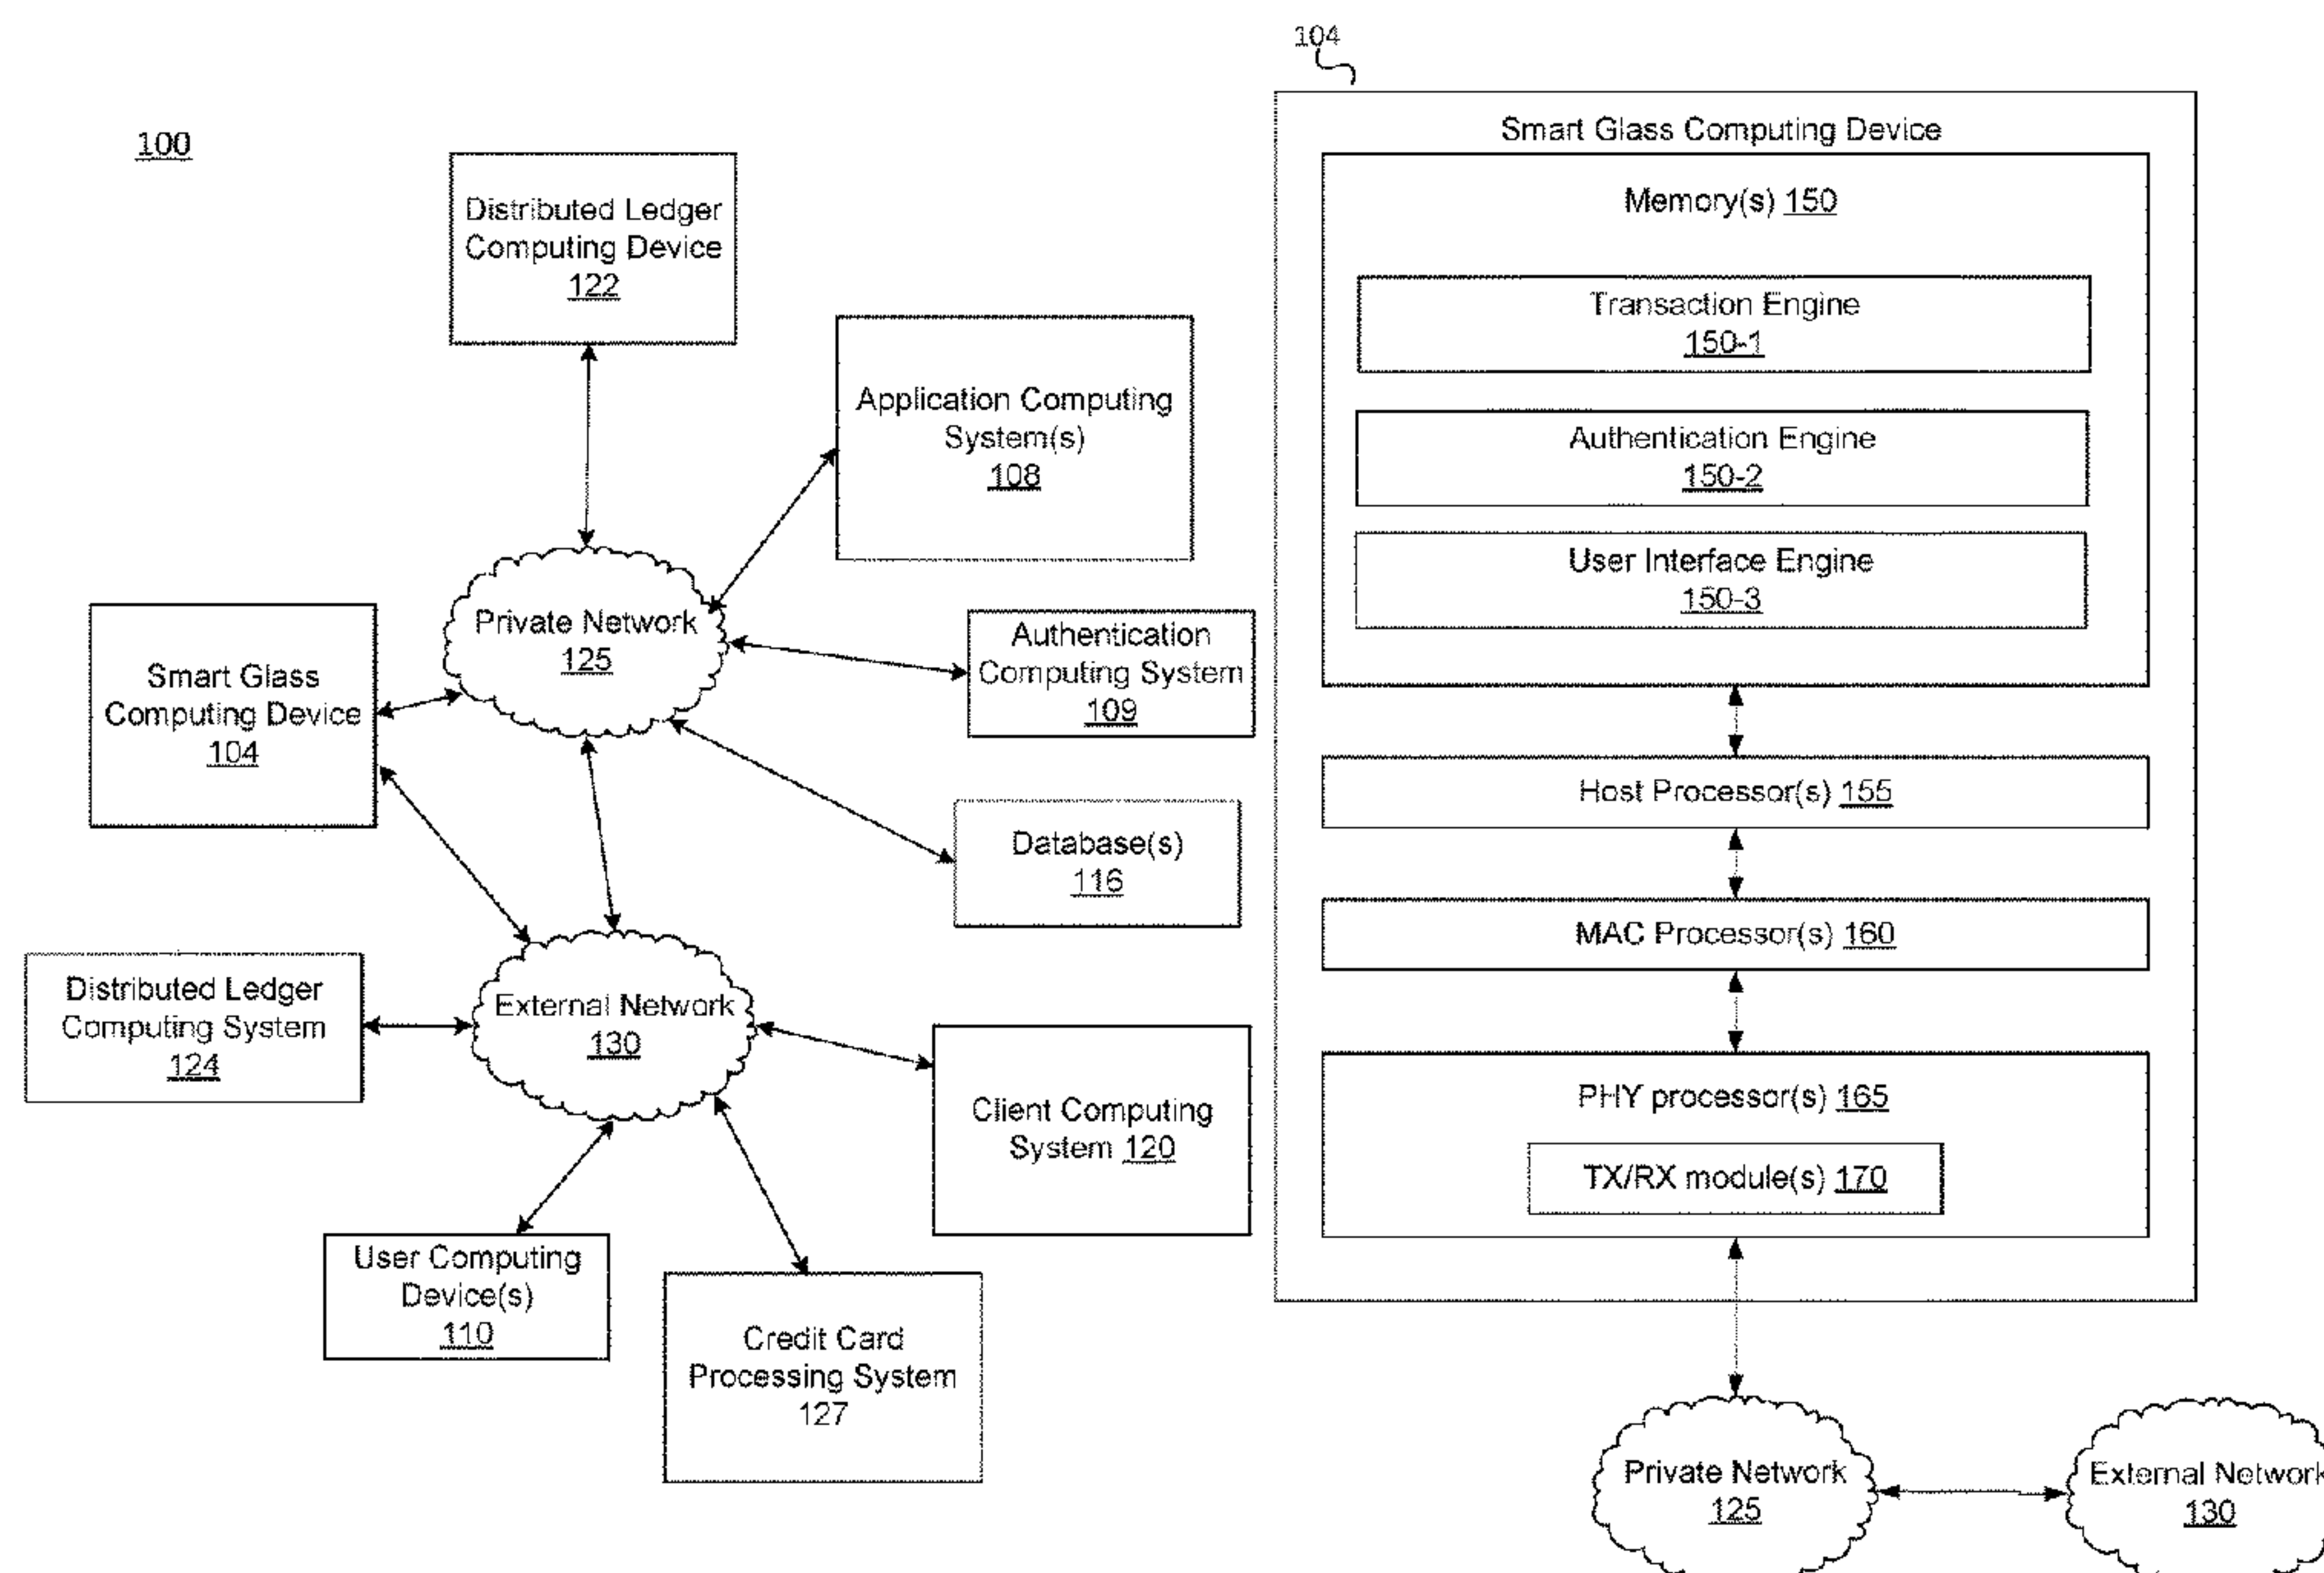 100
Distributed Ledger
Computing Device
122
Application Computing
System(s)
108
Private Network
125
Authentication
Computing System
109
Smart Glass
Computing Device
104
Database(s)
116
Distributed Ledger
Computing System
124
External Network
130
Client Computing
System 120
User Computing
Device(s)
110
Credit Card
Processing System
127
104
Smart Glass Computing Device
Memory(s) 150
Transaction Engine
150-1
Authentication Engine
150-2
User Interface Engine
150-3
Host Processor(s) 155
MAC Processor(s) 160
PHY processor(s) 165
TX/RX module(s) 170
Private Network
125
External Network
130